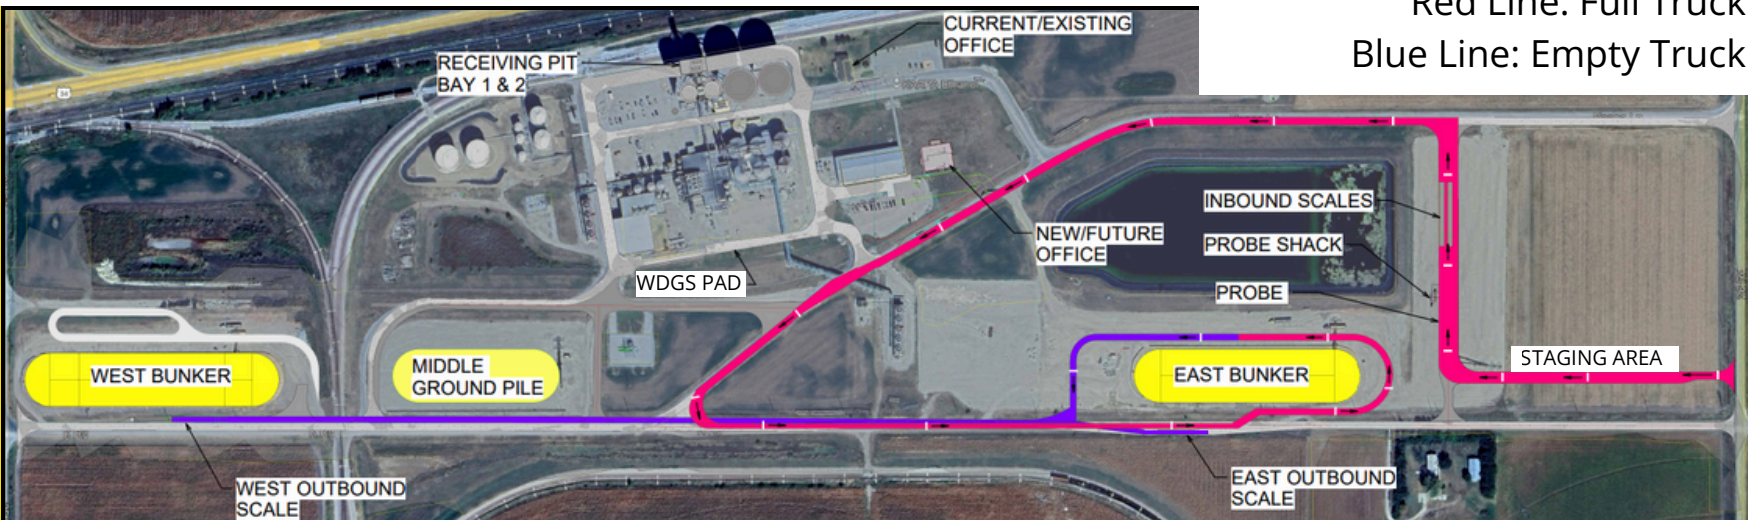 Red Line: Full Truck
Blue Line: Empty Truck
CURRENT/EXISTING
OFFICE
RECEIVING PIT
BAY 1 & 2
INBOUND SCALES
PROBE SHACK
NEW/FUTURE
OFFICE
WDGS PAD
PROBE
STAGING AREA
WEST BUNKER
MIDDLE
GROUND PILE
EAST BUNKER
WEST OUTBOUND
SCALE
EAST OUTBOUND
SCALE